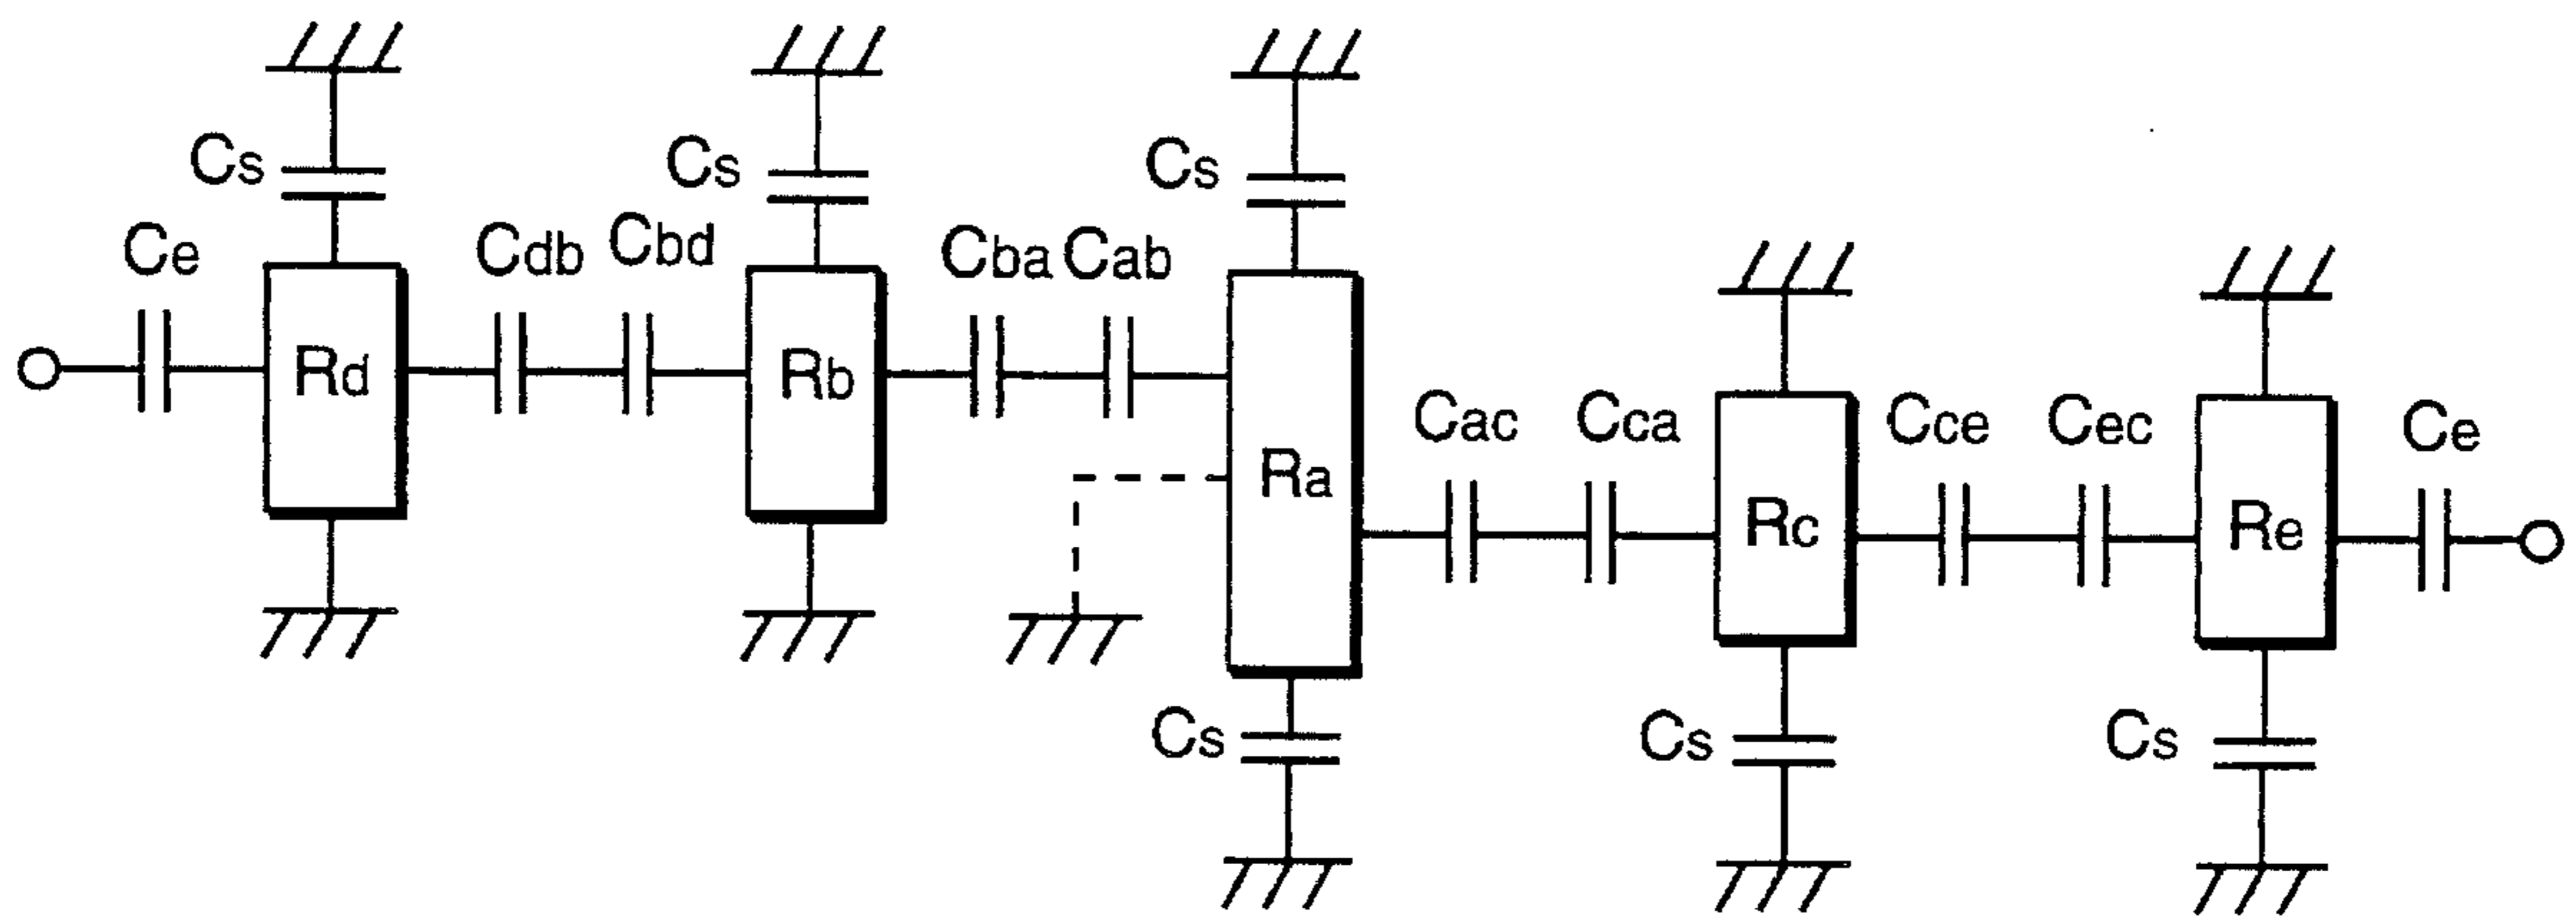 Cs Cs Cs
Ce Cdb Cbd Cba Cab
Rd Rb Ra Cac Cca Rc Cce Cec Re Ce
Cs Cs Cs